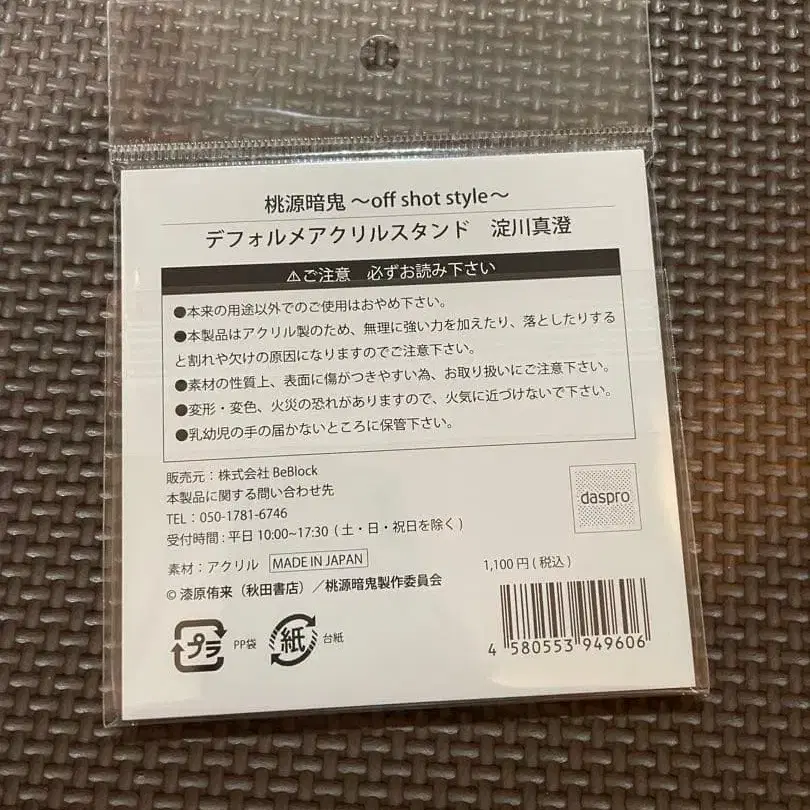 桃源暗鬼 〜off shot style〜
デフォルメアクリルスタンド 淀川真澄
⚠ご注意 必ずお読み下さい
●本来の用途以外でのご使用はおやめ下さい。
●本製品はアクリル製のため、無理に強い力を加えたり、落としたりする
と割れや欠けの原因になりますのでご注意下さい。
●素材の性質上、表面に傷がつきやすい為、お取り扱いにご注意下さい。
●変形・変色、火災の恐れがありますので、火気に近づけないで下さい。
●乳幼児の手の届かないところに保管下さい。
販売元：株式会社 BeBlock
本製品に関する問い合わせ先
TEL：050-1781-6746
受付時間：平日 10:00~17:30 ( 土・日・祝日を除く )
daspro
素材：アクリル MADE IN JAPAN
1,100円 ( 税込 )
© 漆原侑来（秋田書店）／桃源暗鬼製作委員会
プラ PP袋 紙 台紙
4 580553 949606